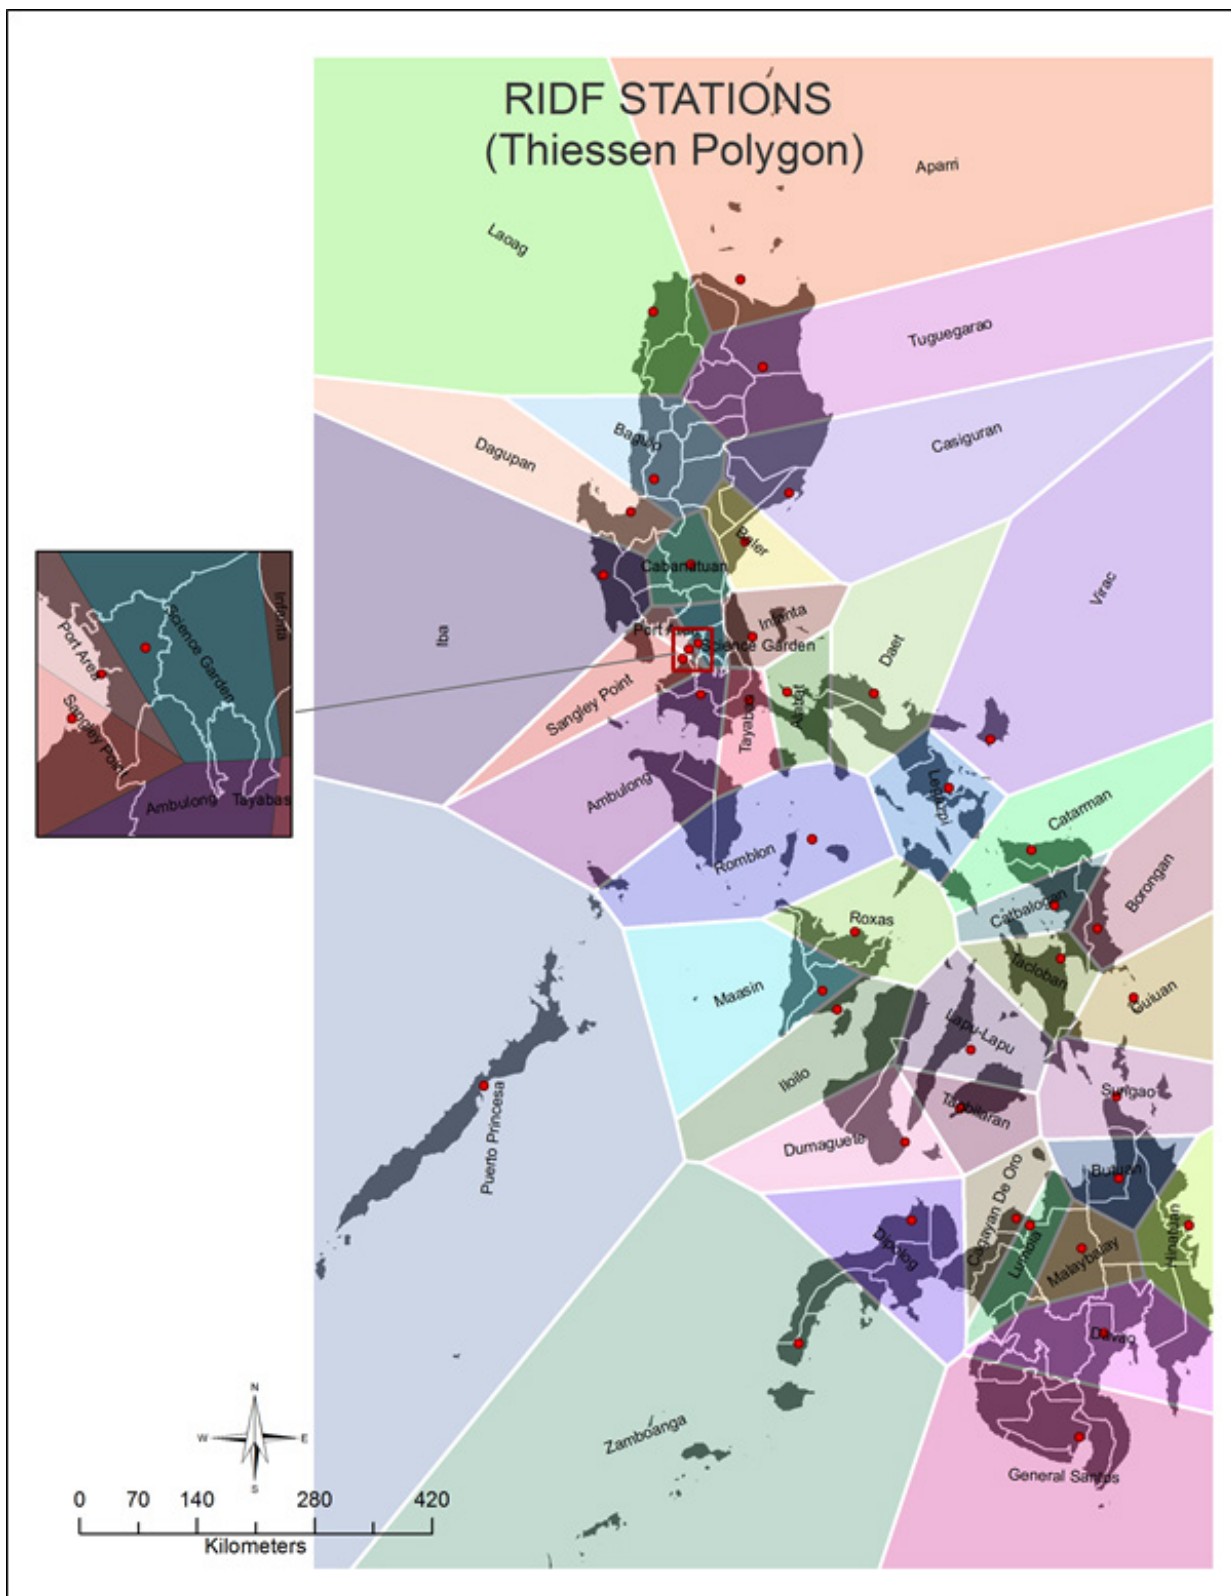 RIDF STATIONS
(Thiessen Polygon)
Aparri
Laoag
Tuguegarao
Baguio
Casiguran
Dagupan
Baler
Cabanatuan
Virac
Iba
Infanta
Port Area
Science Garden
Daet
Sangley Point
Alabat
Tayabas
Ambulong
Legazpi
Catarman
Romblon
Borongan
Catbalogan
Roxas
Tacloban
Maasin
Guiuan
Lapu-Lapu
Iloilo
Surigao
Tagbilaran
Puerto Princesa
Dumaguete
Butuan
Cagayan De Oro
Hinatuan
Dipolog
Lumbia
Malaybalay
Davao
Zamboanga
General Santos
Infanta
Science Garden
Port Area
Sangley Point
Ambulong
Tayabas
N
W
E
S
0 70 140 280 420
Kilometers